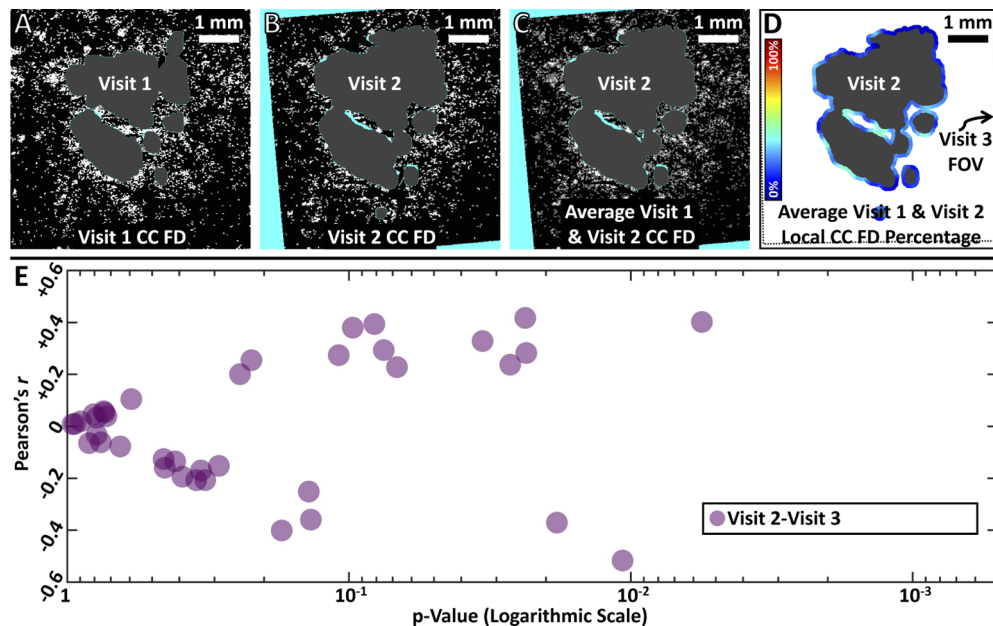 A
1 mm
Visit 1
Visit 1 CC FD
B
1 mm
Visit 2
Visit 2 CC FD
C
1 mm
Visit 2
Average Visit 1
& Visit 2 CC FD
D
1 mm
100%
0%
Visit 2
Visit 3
FOV
Average Visit 1 & Visit 2
Local CC FD Percentage
E
+0.6
+0.4
+0.2
0
-0.2
-0.4
-0.6
Pearson's r
Visit 2-Visit 3
1
10⁻¹
10⁻²
10⁻³
p-Value (Logarithmic Scale)